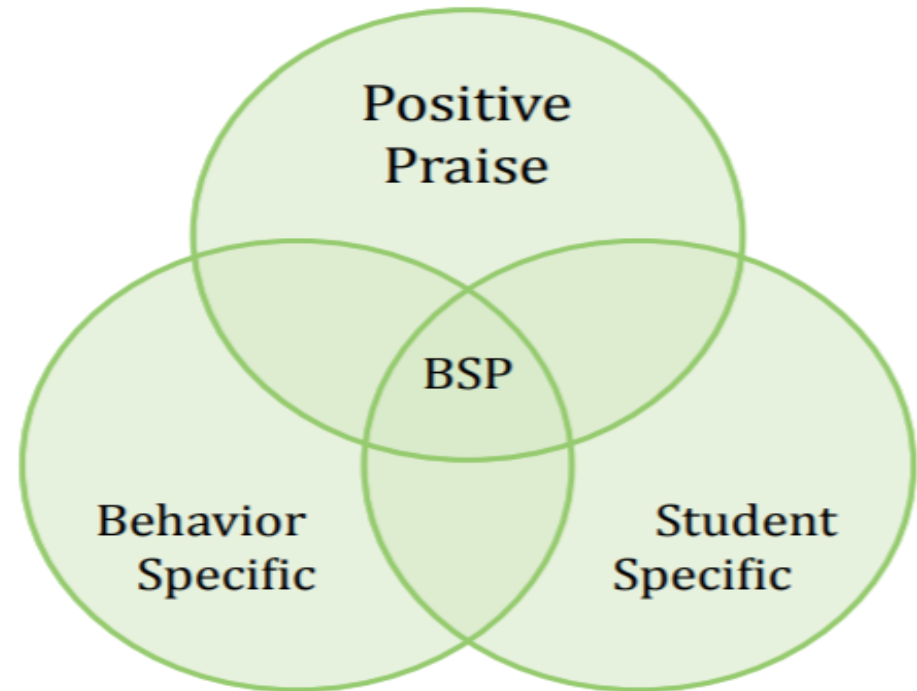 Positive
Praise
BSP
Behavior
Specific
Student
Specific